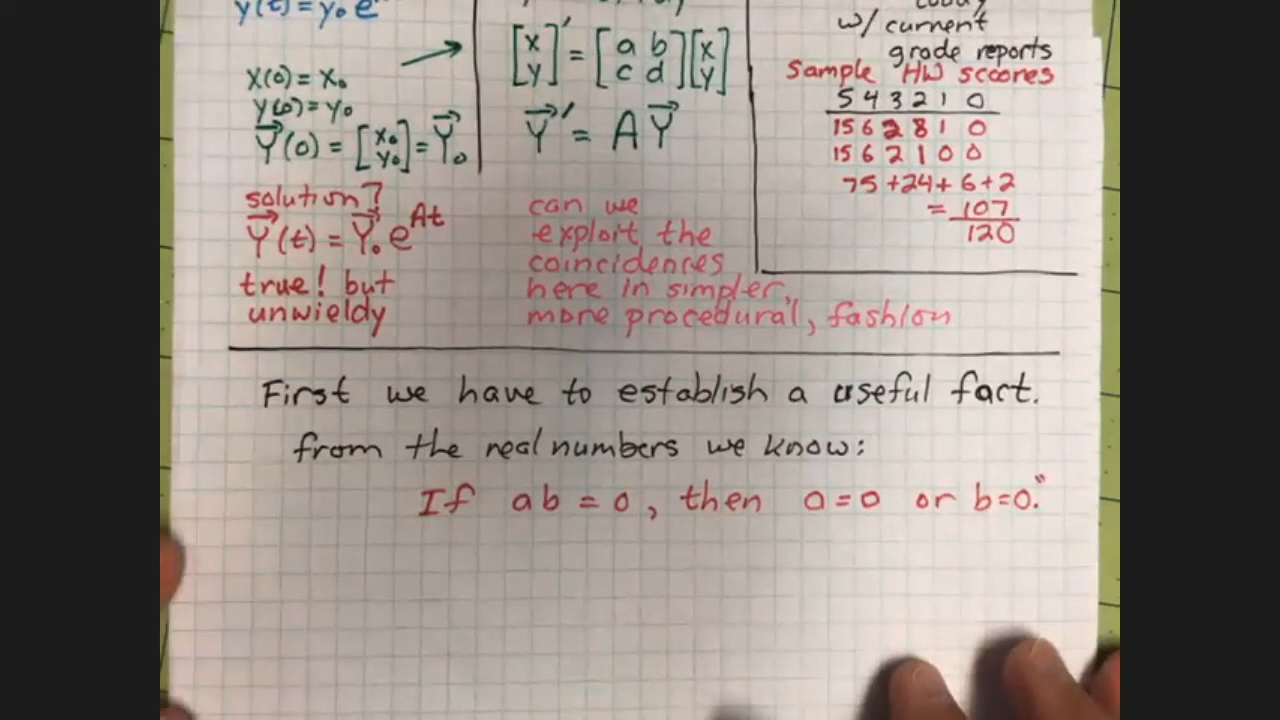 y(t) = y₀ e
x(0) = x₀
y(0) = y₀
Y⃗(0) = [x₀ y₀] = Y⃗₀
solution?
Y⃗(t) = Y⃗₀ e^{At}
true! but
unwieldy
[x y]' = [a b c d][x y]
Y⃗' = A Y⃗
can we
exploit the
coincidences
here in simpler,
more procedural, fashion
w/ current
grade reports
Sample HW scoores
5 4 3 2 1 0
15 6 2 8 1 0
15 6 2 1 0 0
75 + 24 + 6 + 2
= 107
120
First we have to establish a useful fact.
from the real numbers we know:
If ab = 0, then a = 0 or b = 0."